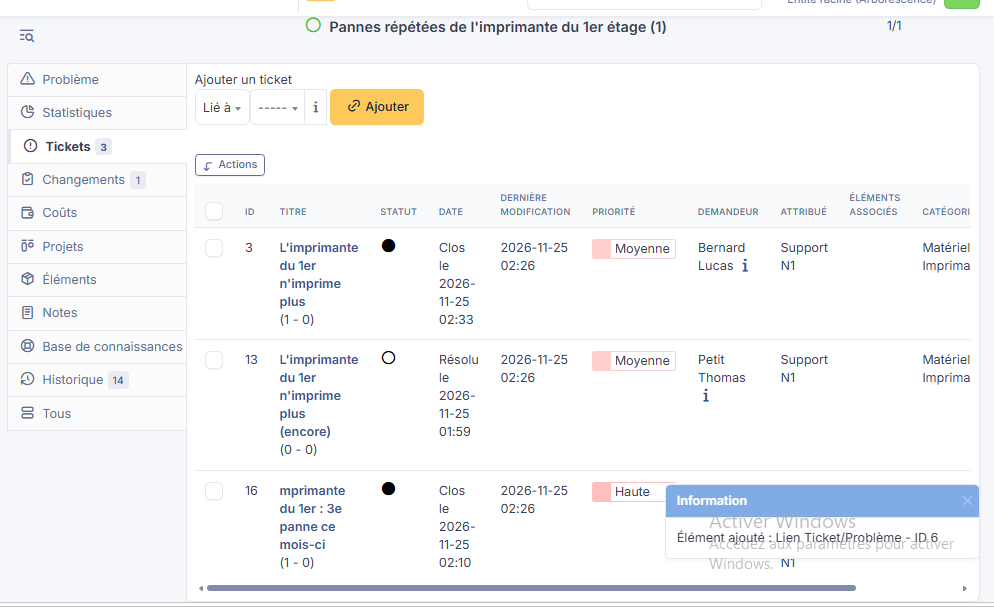 Entité racine (Arborescence)
Pannes répétées de l'imprimante du 1er étage (1)
1/1
Problème
Statistiques
Tickets 3
Changements 1
Coûts
Projets
Éléments
Notes
Base de connaissances
Historique 14
Tous
Ajouter un ticket
Lié à ----- i Ajouter
Actions
ID TITRE STATUT DATE DERNIÈRE MODIFICATION PRIORITÉ DEMANDEUR ATTRIBUÉ ÉLÉMENTS ASSOCIÉS CATÉGORI
3 L'imprimante Clos 2026-11-25 Moyenne Bernard Support Matériel
du 1er le 02:26 Lucas i N1 Imprima
n'imprime 2026-
plus 11-25
(1 - 0) 02:33
13 L'imprimante Résolu 2026-11-25 Moyenne Petit Support Matériel
du 1er le 02:26 Thomas N1 Imprima
n'imprime 2026- i
plus 11-25
(encore) 01:59
(0 - 0)
16 mprimante Clos 2026-11-25 Haute
du 1er : 3e le 02:26
panne ce 2026-
mois-ci 11-25
(1 - 0) 02:10 N1
Information
Élément ajouté : Lien Ticket/Problème - ID 6
Activer Windows
Accédez aux paramètres pour activer
Windows.